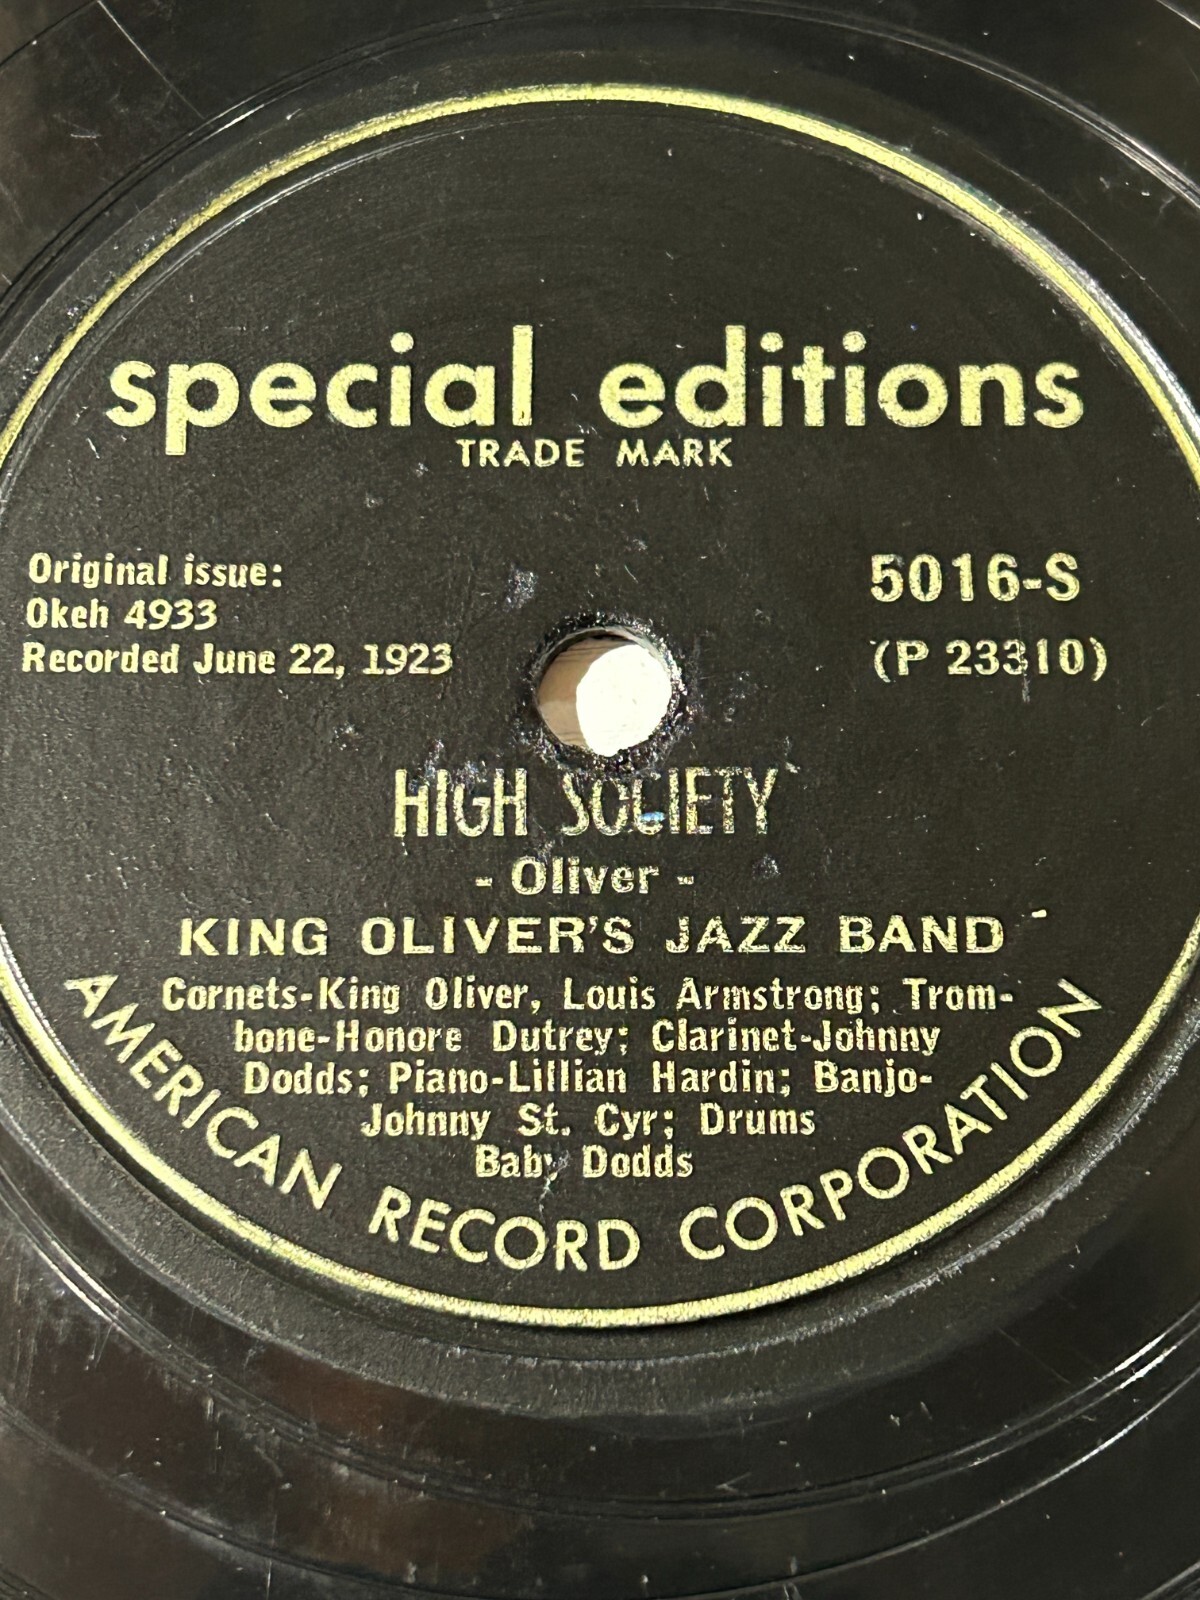 special editions
TRADE MARK
Original issue:
Okeh 4933
Recorded June 22, 1923
5016-S
(P 23310)
HIGH SOCIETY
- Oliver -
KING OLIVER'S JAZZ BAND
Cornets-King Oliver, Louis Armstrong; Trom-
bone-Honore Dutrey; Clarinet-Johnny
Dodds; Piano-Lillian Hardin; Banjo-
Johnny St. Cyr; Drums
Baby Dodds
AMERICAN RECORD CORPORATION